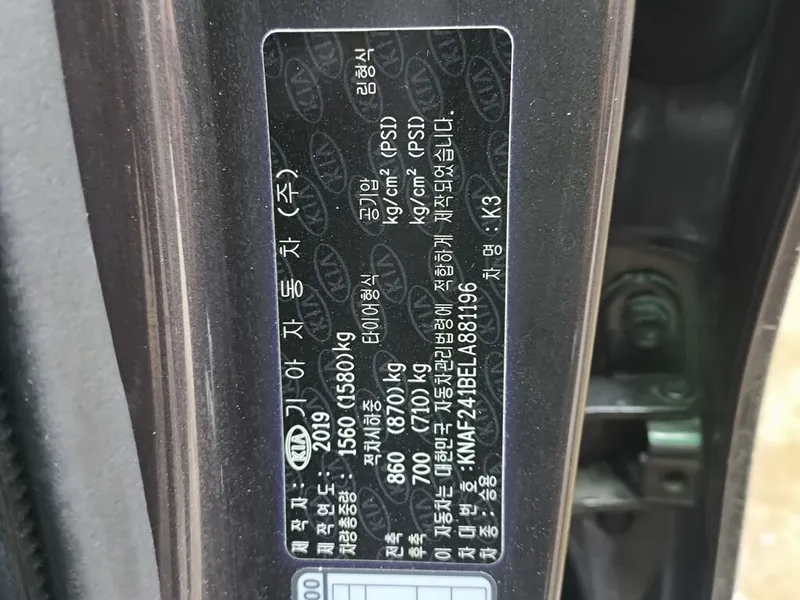 제 작 자 : KIA 기 아 자 동 차 (주)
제 작 연 도 : 2019
차량총중량 : 1560 (1580)kg
적차시하중 타이어형식 공기압 림형식
전축 860 (870) kg kg/cm² (PSI)
후축 700 (710) kg kg/cm² (PSI)
이 자동차는 대한민국 자동차관리법령에 적합하게 제작되었습니다.
차 대 번 호 : KNAF241BELA881196
차 종 : 승용 차 명 : K3
00